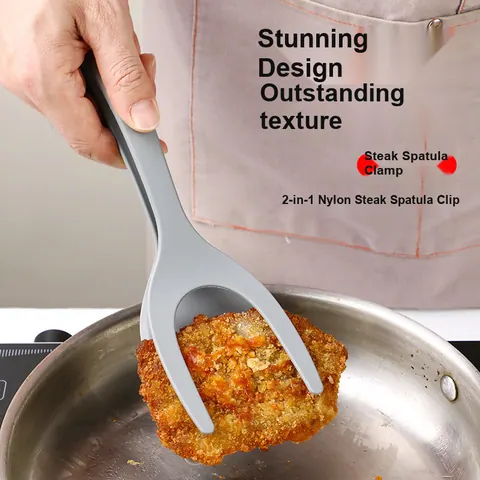 Stunning
Design
Outstanding
texture
Steak Spatula
Clamp
2-in-1 Nylon Steak Spatula Clip